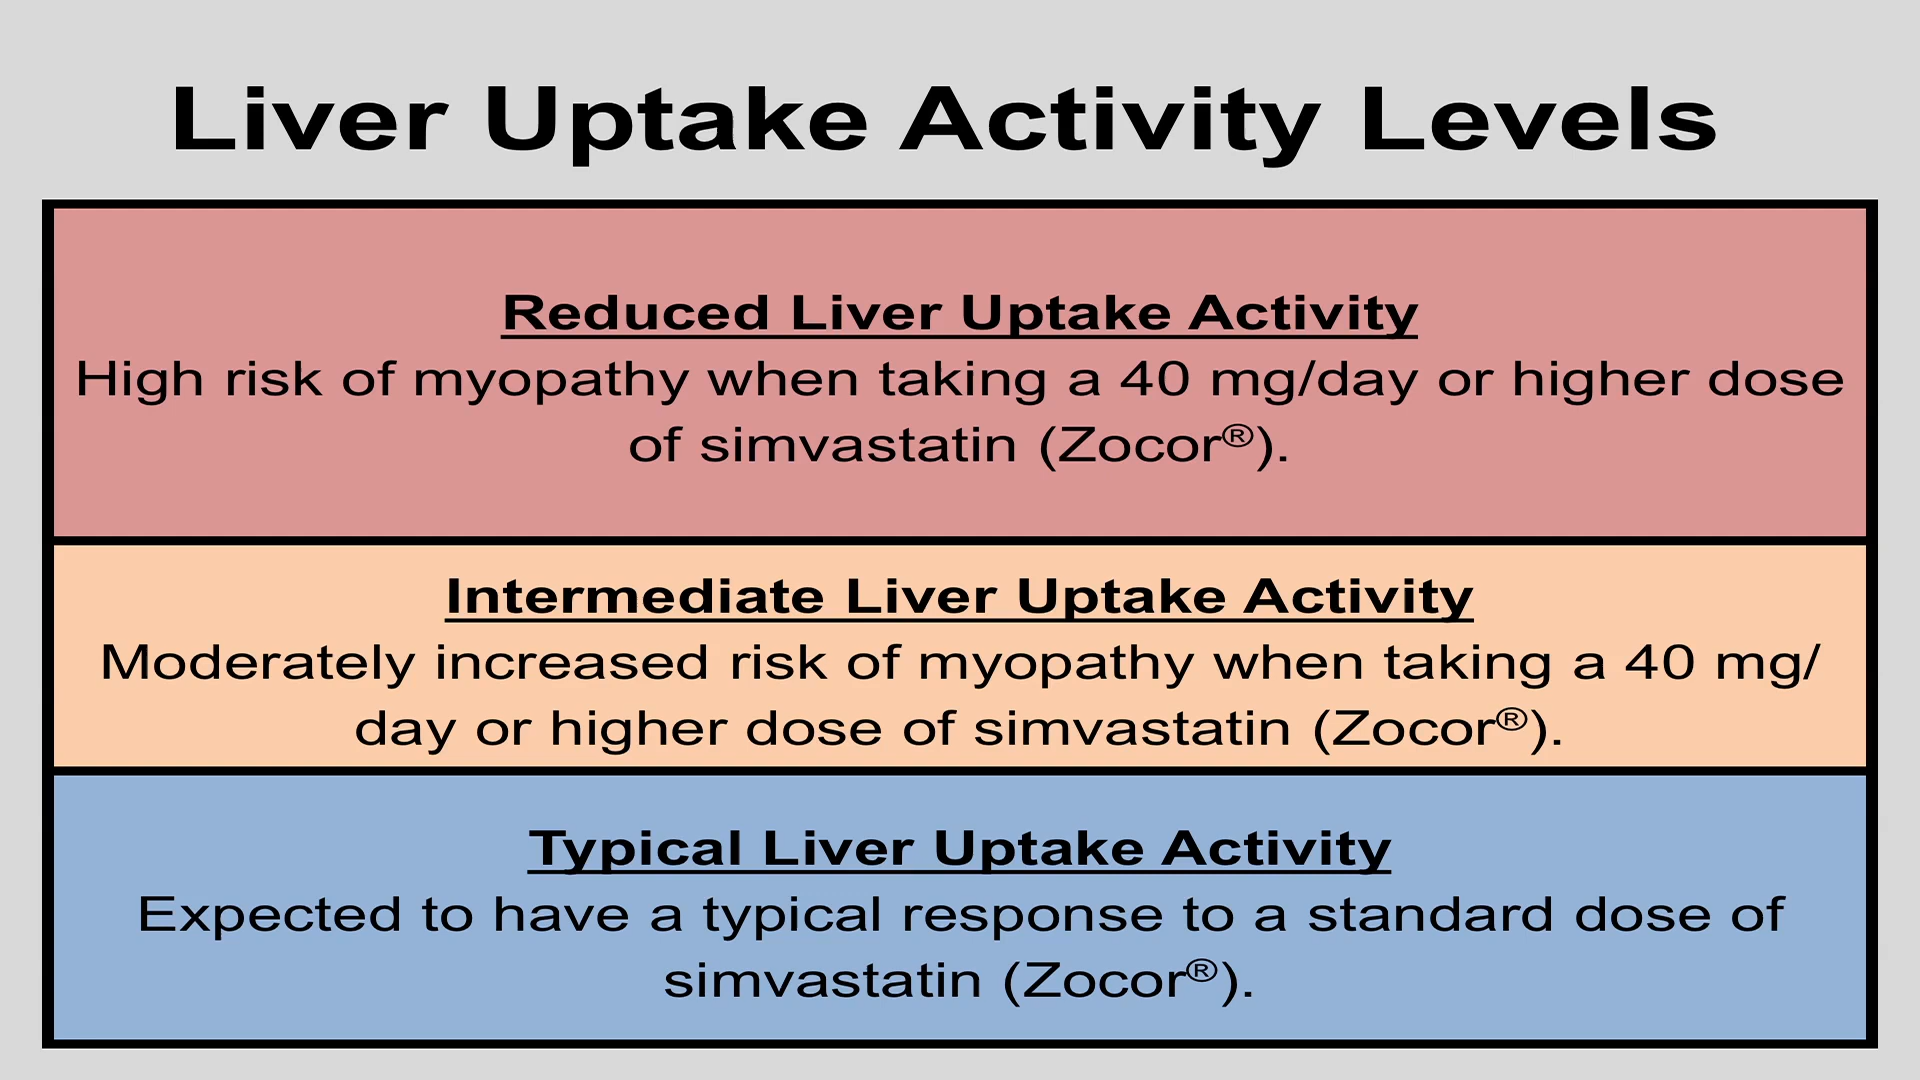 Liver Uptake Activity Levels
Reduced Liver Uptake Activity
High risk of myopathy when taking a 40 mg/day or higher dose
of simvastatin (Zocor®).
Intermediate Liver Uptake Activity
Moderately increased risk of myopathy when taking a 40 mg/
day or higher dose of simvastatin (Zocor®).
Typical Liver Uptake Activity
Expected to have a typical response to a standard dose of
simvastatin (Zocor®).